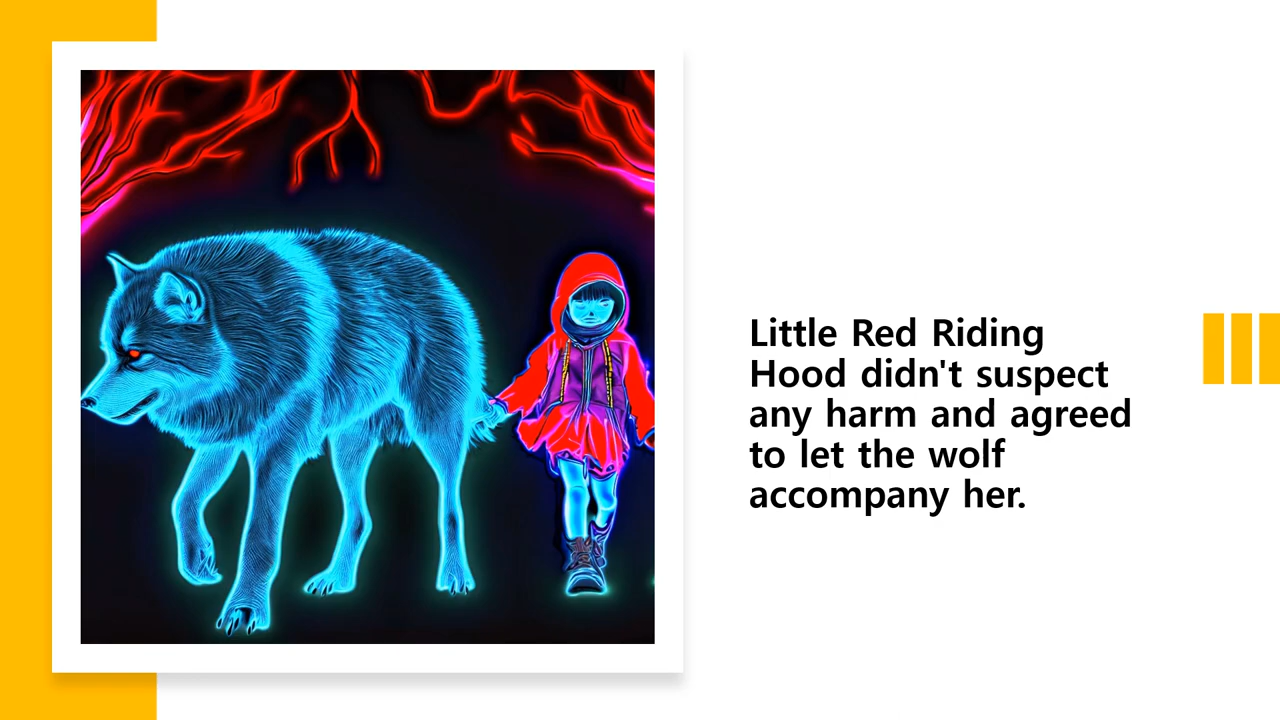 Little Red Riding
Hood didn't suspect
any harm and agreed
to let the wolf
accompany her.